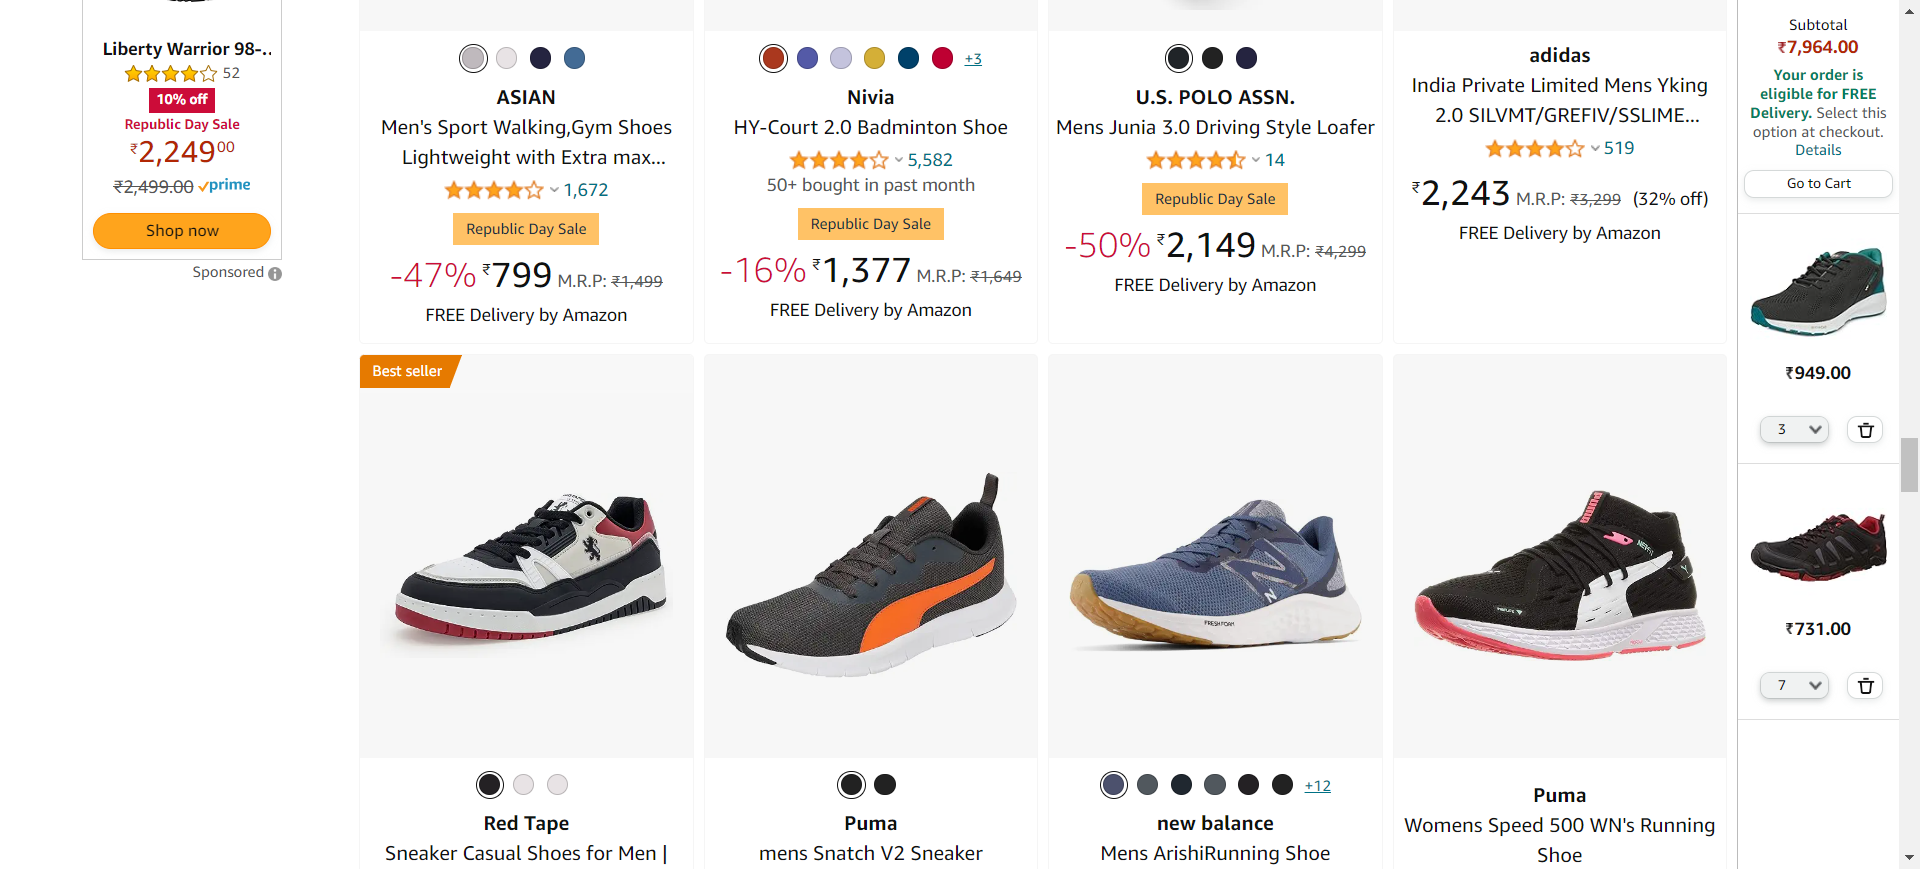 Liberty Warrior 98-..
52
10% off
Republic Day Sale
₹2,24900
₹2,499.00 prime
Shop now
Sponsored
ASIAN
Men's Sport Walking,Gym Shoes
Lightweight with Extra max...
1,672
Republic Day Sale
-47% ₹799 M.R.P: ₹1,499
FREE Delivery by Amazon
+3
Nivia
HY-Court 2.0 Badminton Shoe
5,582
50+ bought in past month
Republic Day Sale
-16% ₹1,377 M.R.P: ₹1,649
FREE Delivery by Amazon
U.S. POLO ASSN.
Mens Junia 3.0 Driving Style Loafer
14
Republic Day Sale
-50% ₹2,149 M.R.P: ₹4,299
FREE Delivery by Amazon
adidas
India Private Limited Mens Yking
2.0 SILVMT/GREFIV/SSLIME...
519
₹2,243 M.R.P: ₹3,299 (32% off)
FREE Delivery by Amazon
Best seller
FRESH FOAM
PUMA
Red Tape
Sneaker Casual Shoes for Men |
Puma
mens Snatch V2 Sneaker
+12
new balance
Mens ArishiRunning Shoe
Puma
Womens Speed 500 WN's Running
Shoe
Subtotal
₹7,964.00
Your order is
eligible for FREE
Delivery. Select this
option at checkout.
Details
Go to Cart
₹949.00
3
₹731.00
7